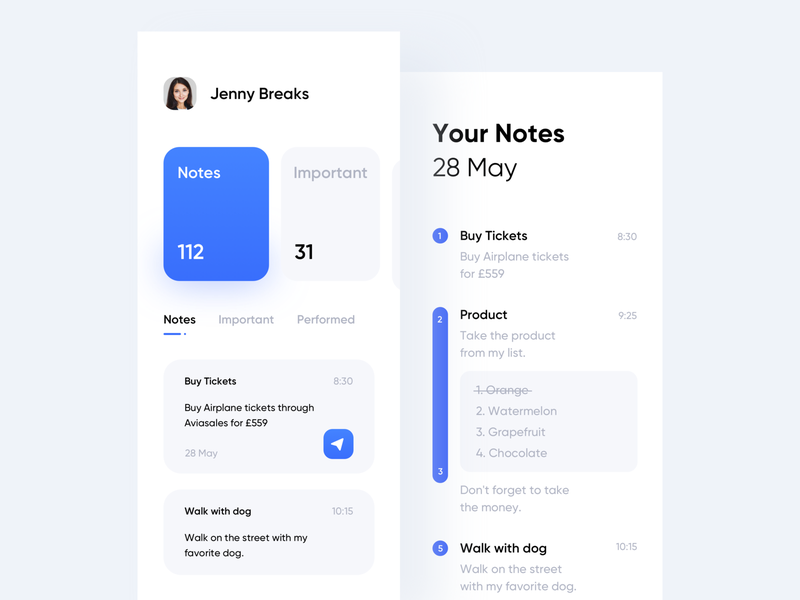 Jenny Breaks
Notes
112
Important
31
Notes Important Performed
Buy Tickets 8:30
Buy Airplane tickets through
Aviasales for £559
28 May
Walk with dog 10:15
Walk on the street with my
favorite dog.
Your Notes
28 May
1 Buy Tickets 8:30
Buy Airplane tickets
for £559
2 Product 9:25
Take the product
from my list.
1. Orange
2. Watermelon
3. Grapefruit
4. Chocolate
3
Don't forget to take
the money.
5 Walk with dog 10:15
Walk on the street
with my favorite dog.